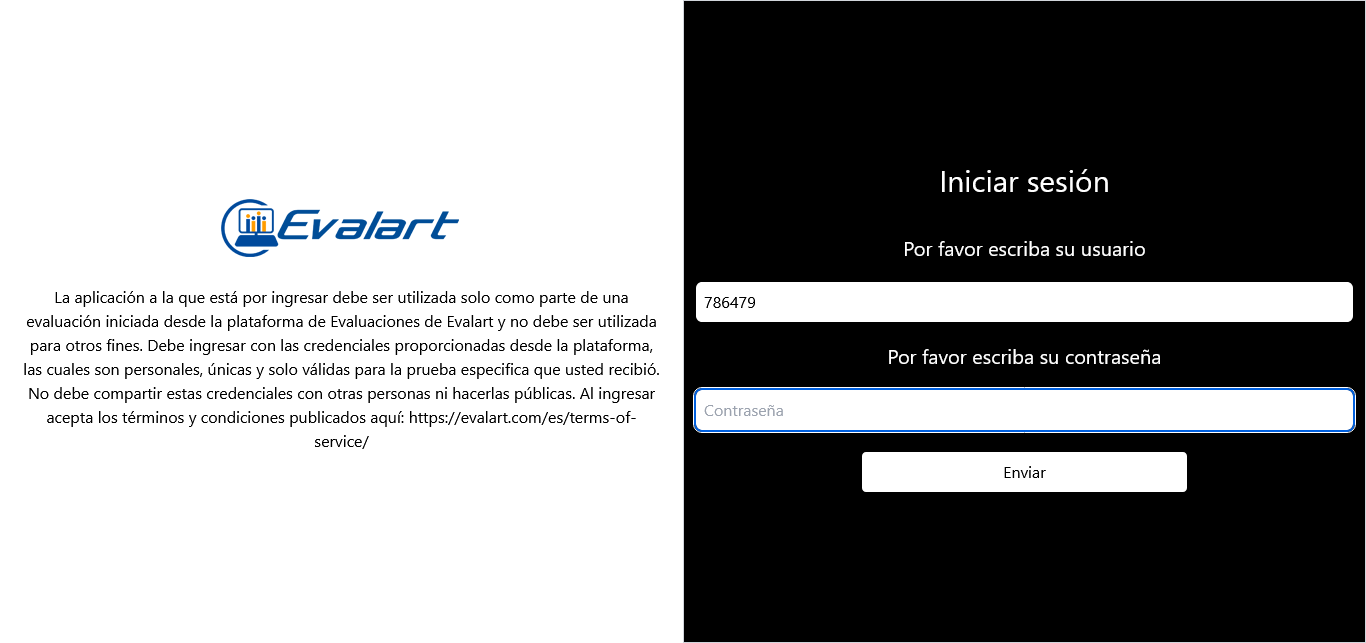 Evalart
La aplicación a la que está por ingresar debe ser utilizada solo como parte de una
evaluación iniciada desde la plataforma de Evaluaciones de Evalart y no debe ser utilizada
para otros fines. Debe ingresar con las credenciales proporcionadas desde la plataforma,
las cuales son personales, únicas y solo válidas para la prueba especifica que usted recibió.
No debe compartir estas credenciales con otras personas ni hacerlas públicas. Al ingresar
acepta los términos y condiciones publicados aquí: https://evalart.com/es/terms-of-
service/
Iniciar sesión
Por favor escriba su usuario
786479
Por favor escriba su contraseña
Contraseña
Enviar